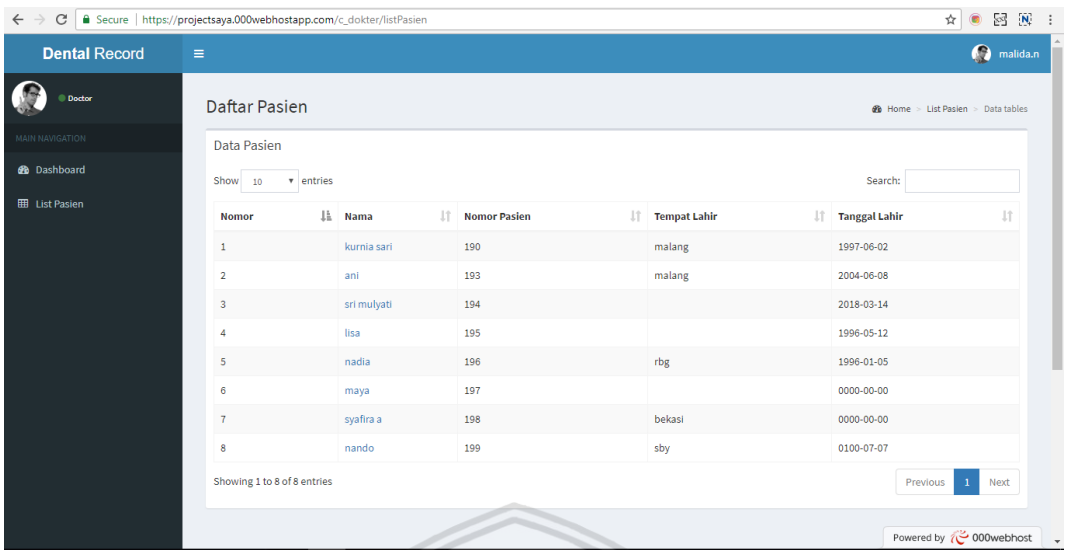 Secure | https://projectsaya.000webhostapp.com/c_dokter/listPasien
Dental Record
malida.n
Doctor
Daftar Pasien
Home > List Pasien > Data tables
MAIN NAVIGATION
Dashboard
List Pasien
Data Pasien
Show 10 entries Search:
Nomor Nama Nomor Pasien Tempat Lahir Tanggal Lahir
1 kurnia sari 190 malang 1997-06-02
2 ani 193 malang 2004-06-08
3 sri mulyati 194 2018-03-14
4 lisa 195 1996-05-12
5 nadia 196 rbg 1996-01-05
6 maya 197 0000-00-00
7 syafira a 198 bekasi 0000-00-00
8 nando 199 sby 0100-07-07
Showing 1 to 8 of 8 entries Previous 1 Next
Powered by 000webhost